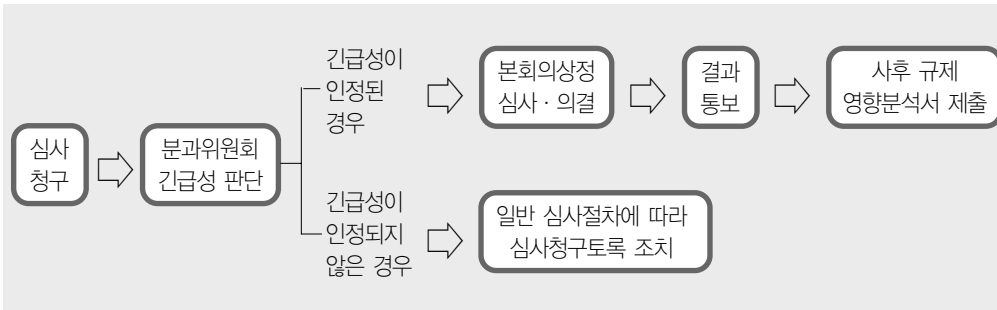 심사
청구
분과위원회
긴급성 판단
긴급성이
인정된
경우
본회의상정
심사 · 의결
결과
통보
사후 규제
영향분석서 제출
긴급성이
인정되지
않은 경우
일반 심사절차에 따라
심사청구토록 조치